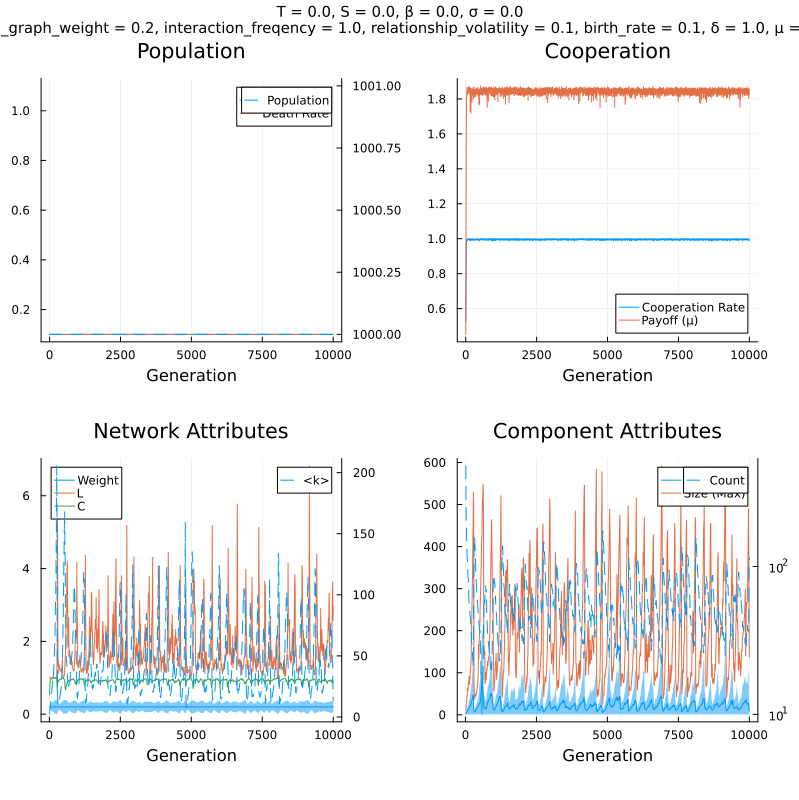 T = 0.0, S = 0.0, β = 0.0, σ = 0.0
_graph_weight = 0.2, interaction_freqency = 1.0, relationship_volatility = 0.1, birth_rate = 0.1, δ = 1.0, μ =
Population
Cooperation
1.0
0.8
0.6
0.4
0.2
1001.00
1000.75
1000.50
1000.25
1000.00
Population
Death Rate
0 2500 5000 7500 10000
Generation
1.8
1.6
1.4
1.2
1.0
0.8
0.6
Cooperation Rate
Payoff (μ)
0 2500 5000 7500 10000
Generation
Network Attributes
Component Attributes
6
4
2
0
Weight
L
C
<k>
200
150
100
50
0
0 2500 5000 7500 10000
Generation
600
500
400
300
200
100
0
Count
Size (Max)
10²
10¹
0 2500 5000 7500 10000
Generation